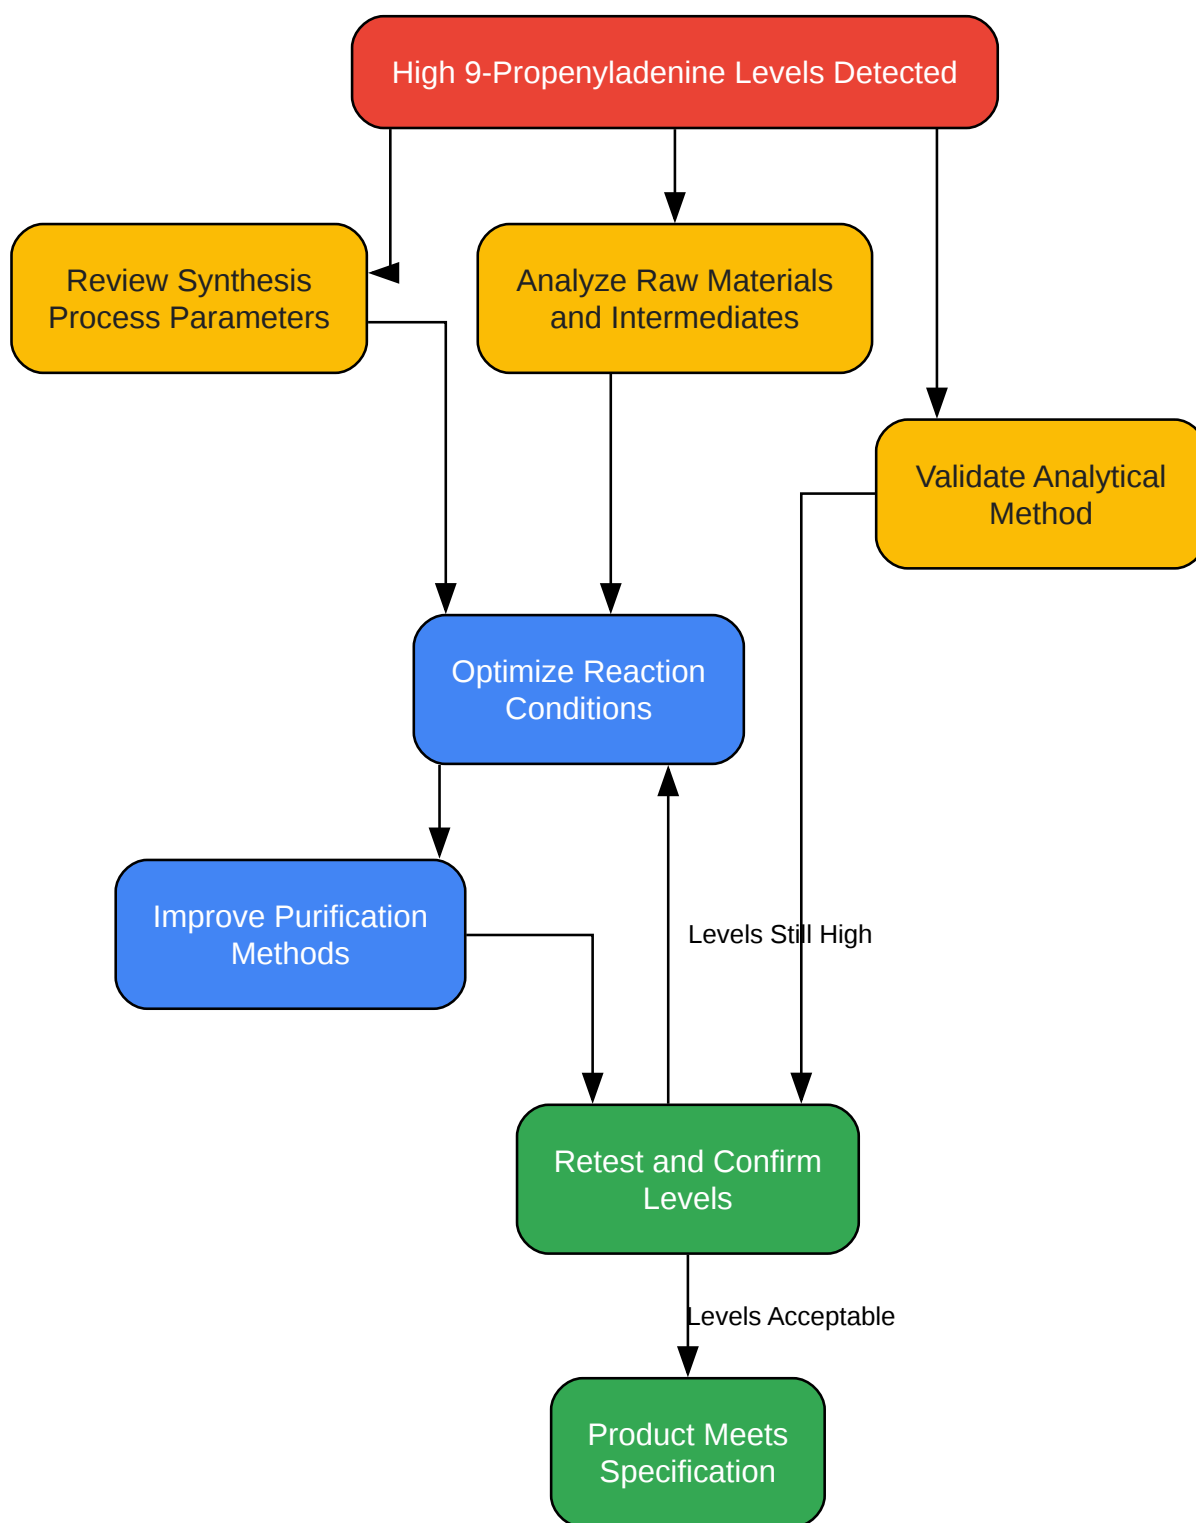 High 9-Propenyladenine Levels Detected
Review Synthesis
Process Parameters
Analyze Raw Materials
and Intermediates
Validate Analytical
Method
Optimize Reaction
Conditions
Improve Purification
Methods
Levels Still High
Retest and Confirm
Levels
Levels Acceptable
Product Meets
Specification